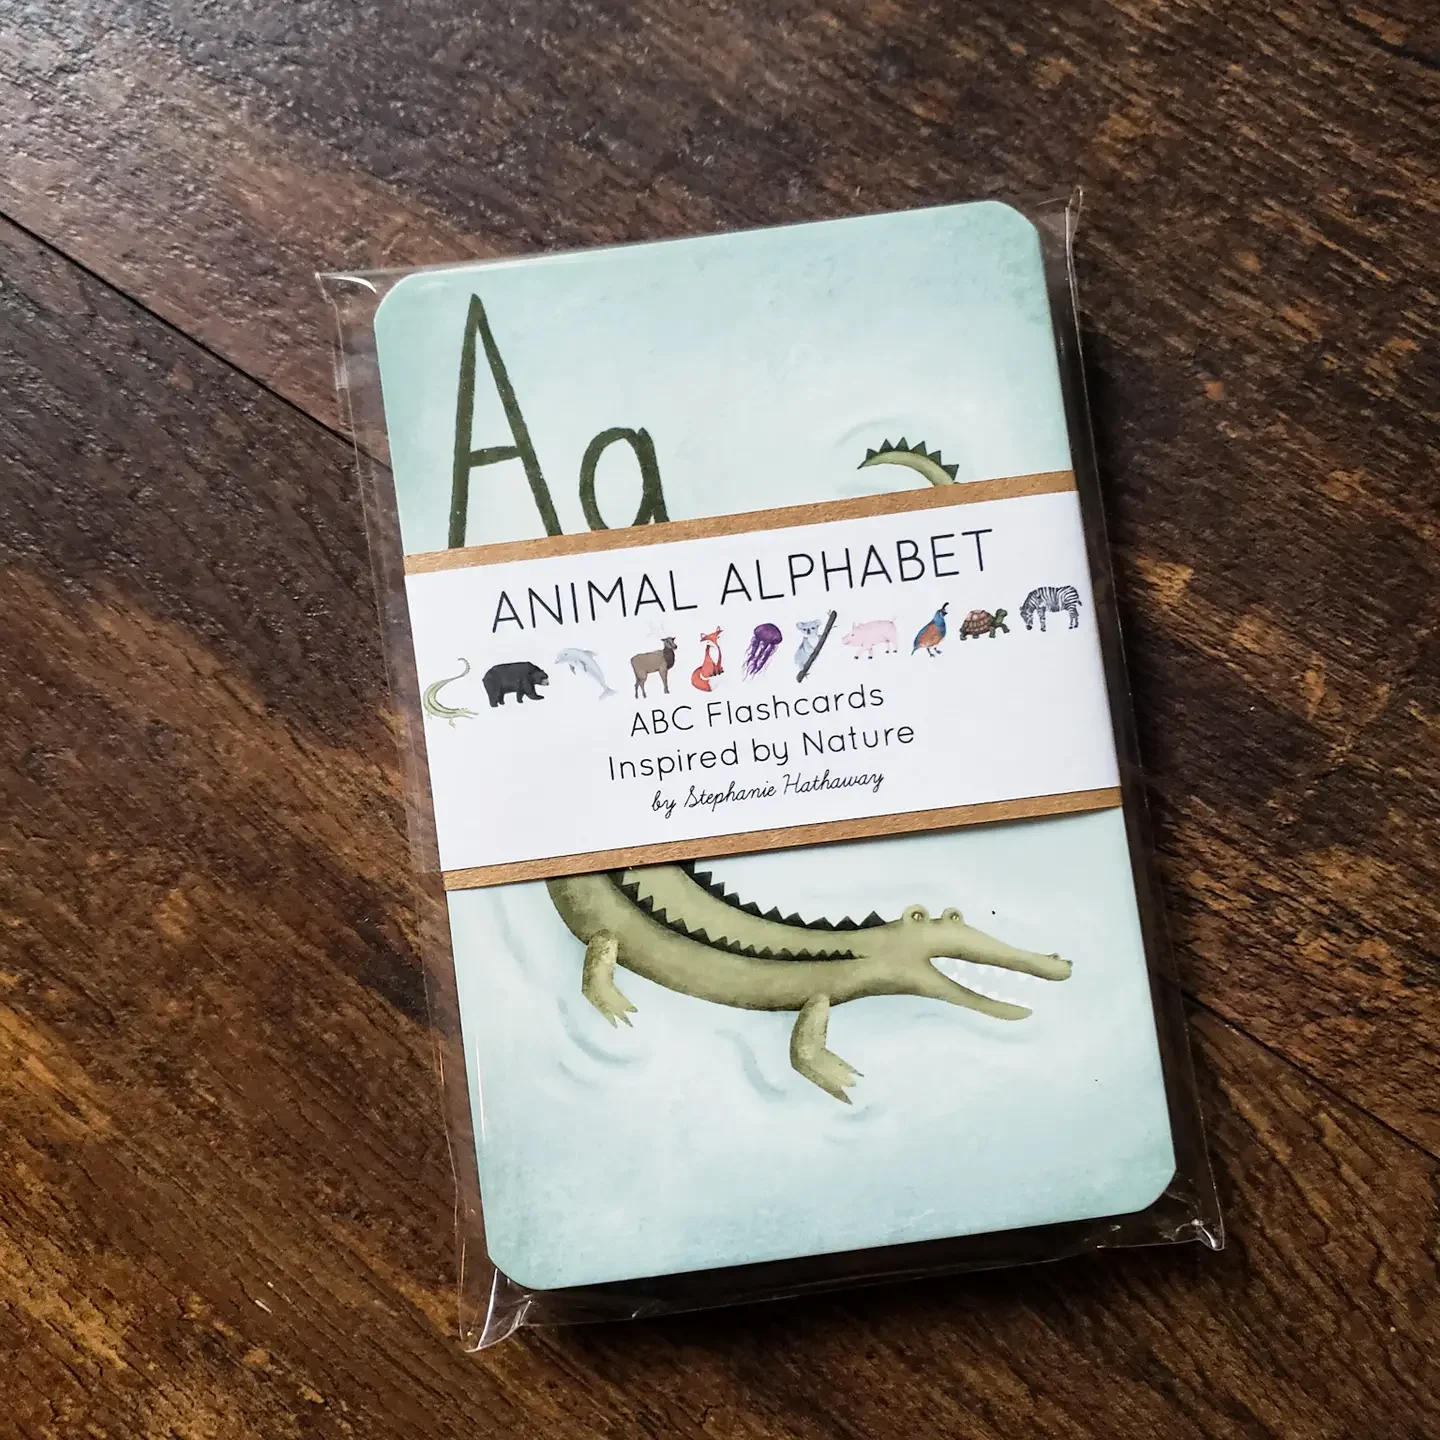 Aa
ANIMAL ALPHABET
ABC Flashcards
Inspired by Nature
by Stephanie Hathaway